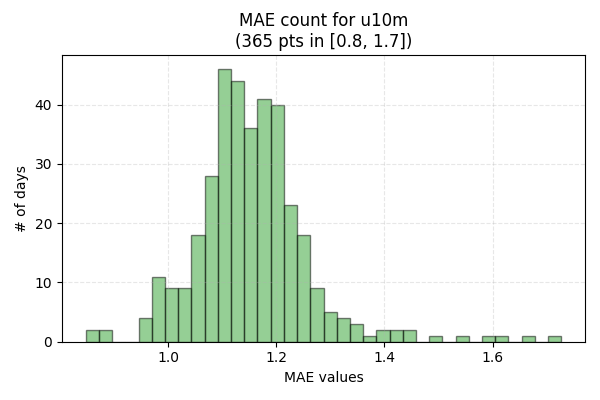 MAE count for u10m
(365 pts in [0.8, 1.7])
# of days
40
30
20
10
0
1.0 1.2 1.4 1.6
MAE values